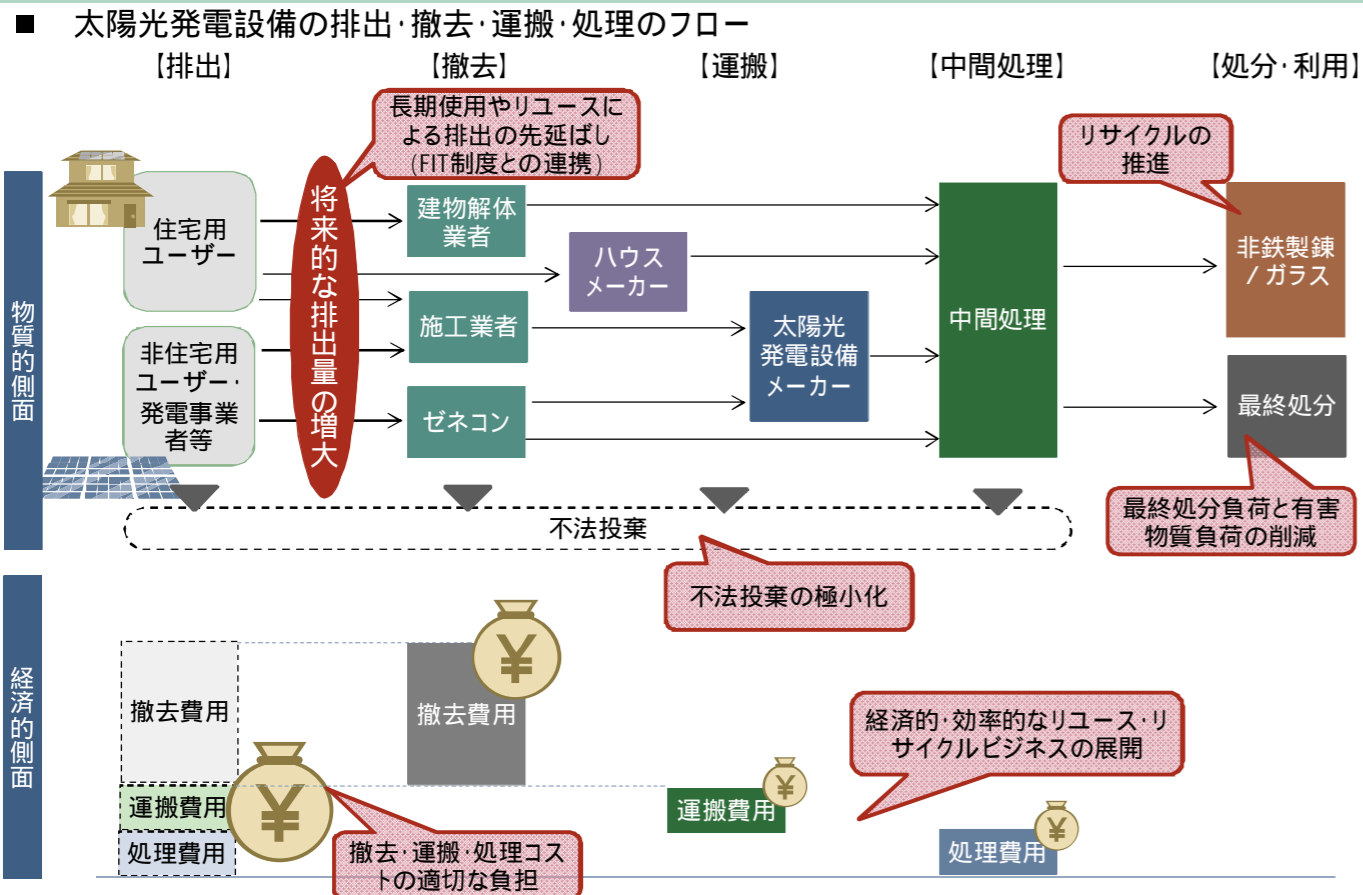 ■ 太陽光発電設備の排出・撤去・運搬・処理のフロー
【排出】
【撤去】
【運搬】
【中間処理】
【処分・利用】
長期使用やリユースに
よる排出の先延ばし
(FIT制度との連携)
リサイクルの
推進
物質的側面
住宅用
ユーザー
非住宅用
ユーザー・
発電事業
者等
将来的な排出量の増大
建物解体
業者
ハウス
メーカー
施工業者
太陽光
発電設備
メーカー
ゼネコン
中間処理
非鉄製錬
/ガラス
最終処分
最終処分負荷と有害
物質負荷の削減
不法投棄
不法投棄の極小化
経済的側面
撤去費用
運搬費用
処理費用
¥
撤去・運搬・処理コス
トの適切な負担
撤去費用
¥
運搬費用
¥
経済的・効率的なリユース・リ
サイクルビジネスの展開
処理費用
¥